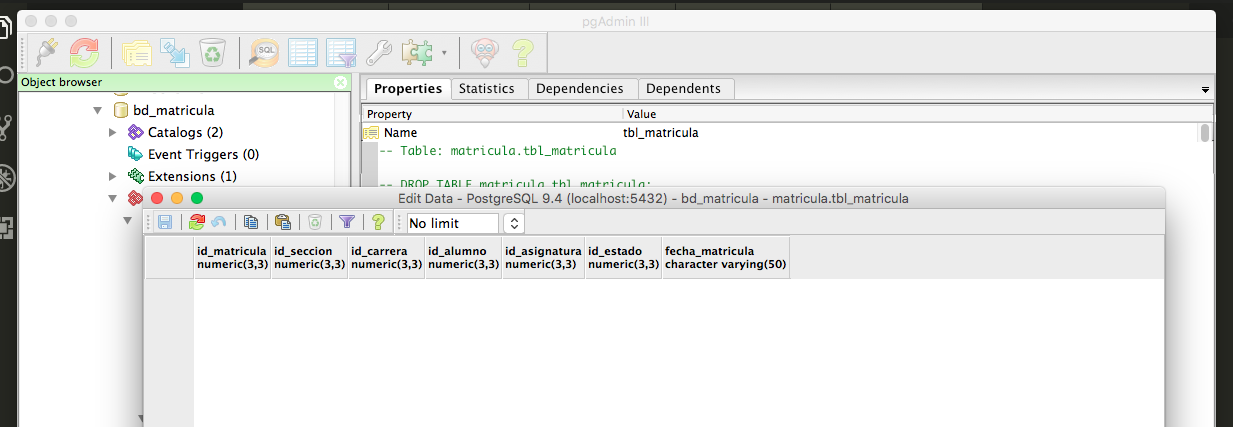 pgAdmin III
SQL
Object browser
bd_matricula
Catalogs (2)
Event Triggers (0)
Extensions (1)
Properties Statistics Dependencies Dependents
Property Value
Name tbl_matricula
-- Table: matricula.tbl_matricula
-- DROP TABLE matricula.tbl_matricula;
Edit Data - PostgreSQL 9.4 (localhost:5432) - bd_matricula - matricula.tbl_matricula
No limit
id_matricula id_seccion id_carrera id_alumno id_asignatura id_estado fecha_matricula
numeric(3,3) numeric(3,3) numeric(3,3) numeric(3,3) numeric(3,3) numeric(3,3) character varying(50)